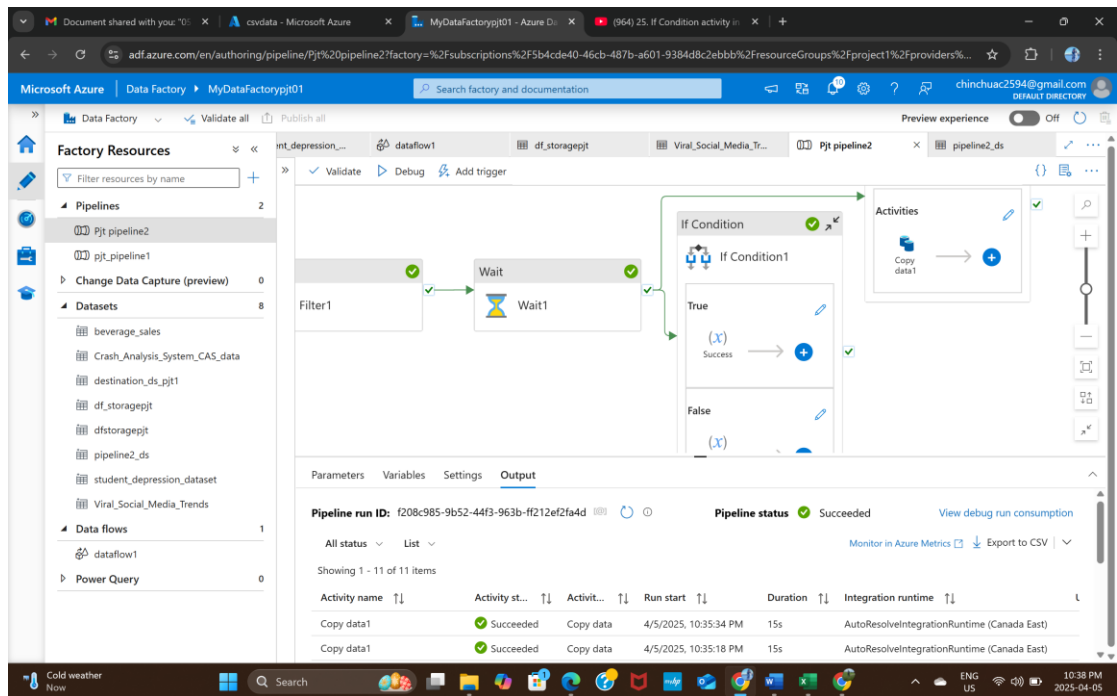 Document shared with you: "05
csvdata - Microsoft Azure
MyDataFactorypjt01 - Azure Da
(964) 25. If Condition activity in
adf.azure.com/en/authoring/pipeline/Pjt%20pipeline2?factory=%2Fsubscriptions%2F5b4cde40-46cb-487b-a601-9384d8c2ebbb%2FresourceGroups%2Fproject1%2Fproviders%...
Microsoft Azure
Data Factory
MyDataFactorypjt01
Search factory and documentation
10
chinchuac2594@gmail.com
DEFAULT DIRECTORY
Data Factory
Validate all
Publish all
Preview experience
Off
Factory Resources
Filter resources by name
Pipelines 2
Pjt pipeline2
pjt_pipeline1
Change Data Capture (preview) 0
Datasets 8
beverage_sales
Crash_Analysis_System_CAS_data
destination_ds_pjt1
df_storagepjt
dfstoragepjt
pipeline2_ds
student_depression_dataset
Viral_Social_Media_Trends
Data flows 1
dataflow1
Power Query 0
nt_depression_...
dataflow1
df_storagepjt
Viral_Social_Media_Tr...
Pjt pipeline2
pipeline2_ds
Validate
Debug
Add trigger
Filter1
Wait
Wait1
If Condition
If Condition1
True
(x)
Success
False
(x)
Activities
Copy
data1
Parameters
Variables
Settings
Output
Pipeline run ID: f208c985-9b52-44f3-963b-ff212ef2fa4d
Pipeline status
Succeeded
View debug run consumption
All status
List
Monitor in Azure Metrics
Export to CSV
Showing 1 - 11 of 11 items
Activity name
Activity st...
Activit...
Run start
Duration
Integration runtime
Copy data1 Succeeded Copy data 4/5/2025, 10:35:34 PM 15s AutoResolveIntegrationRuntime (Canada East)
Copy data1 Succeeded Copy data 4/5/2025, 10:35:18 PM 15s AutoResolveIntegrationRuntime (Canada East)
Cold weather
Now
Search
ENG
US
10:38 PM
2025-04-05